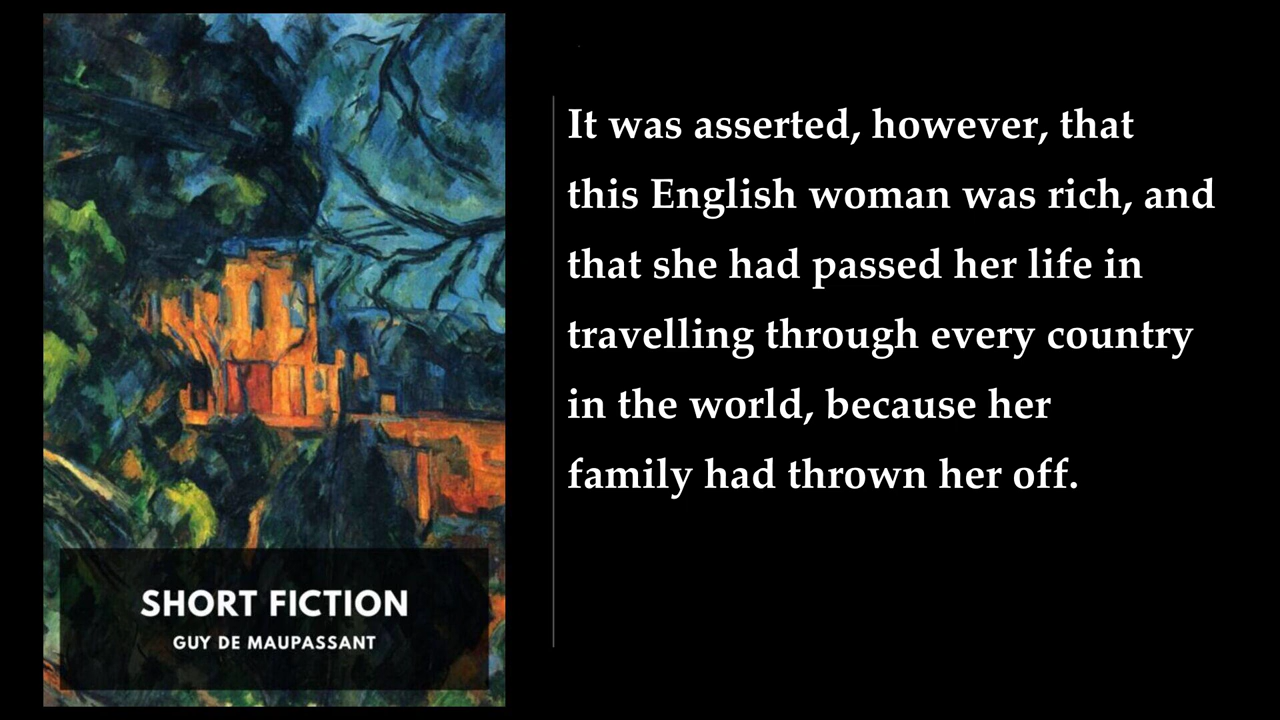 SHORT FICTION
GUY DE MAUPASSANT
It was asserted, however, that
this English woman was rich, and
that she had passed her life in
travelling through every country
in the world, because her
family had thrown her off.